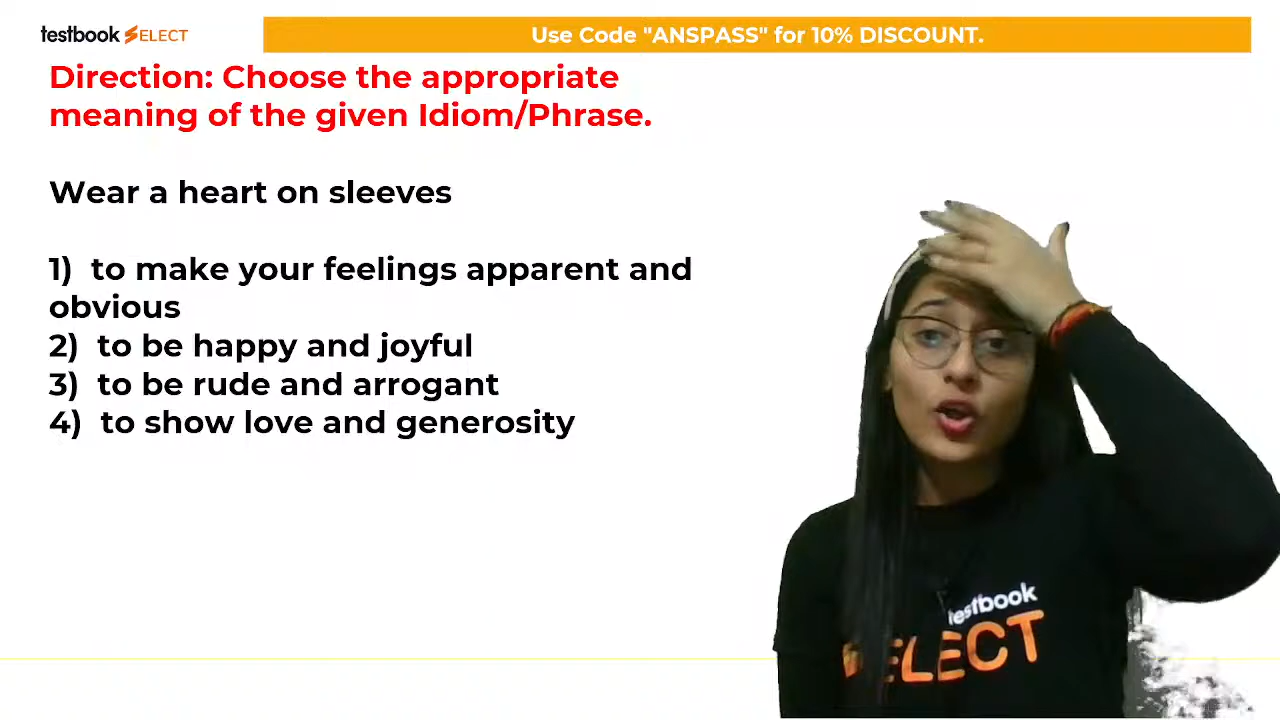 testbook SELECT
Use Code "ANSPASS" for 10% DISCOUNT.
Direction: Choose the appropriate
meaning of the given Idiom/Phrase.
Wear a heart on sleeves
1) to make your feelings apparent and
obvious
2) to be happy and joyful
3) to be rude and arrogant
4) to show love and generosity
testbook
SELECT